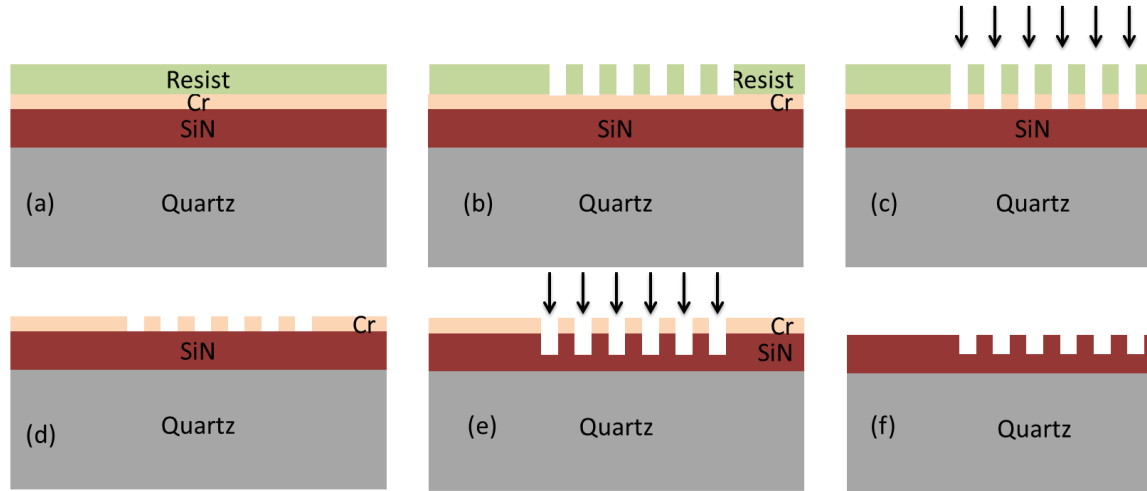 Resist
Cr
SiN
(a)
Quartz
Resist
Cr
SiN
(b)
Quartz
SiN
(c)
Quartz
Cr
SiN
(d)
Quartz
Cr
SiN
(e)
Quartz
(f)
Quartz